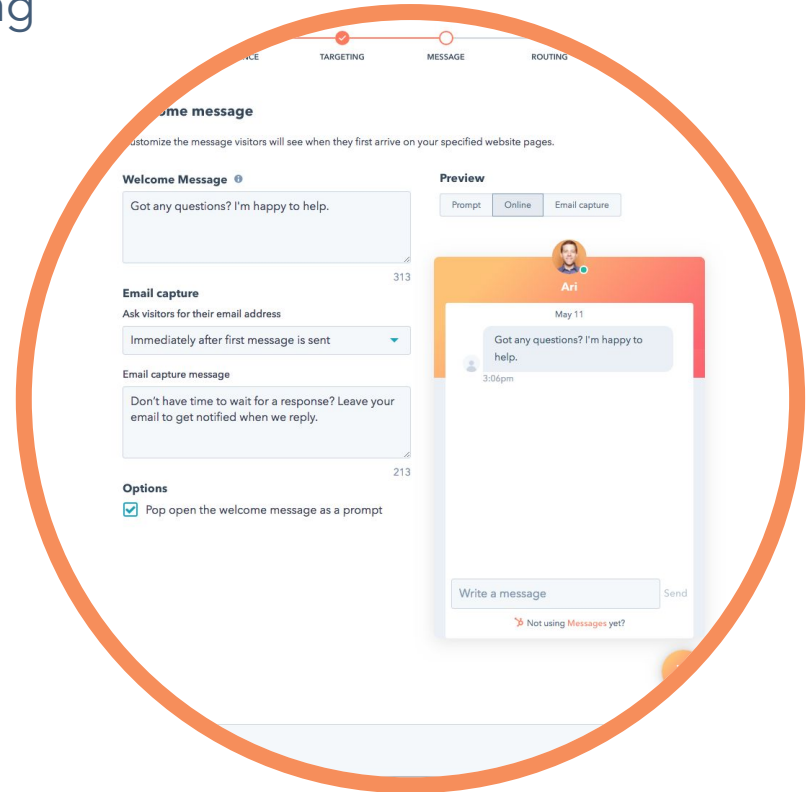 TARGETING
MESSAGE
ROUTING
message
Customize the message visitors will see when they first arrive on your specified website pages.
Welcome Message
Got any questions? I'm happy to help.
313
Email capture
Ask visitors for their email address
Immediately after first message is sent
Email capture message
Don't have time to wait for a response? Leave your
email to get notified when we reply.
213
Options
Pop open the welcome message as a prompt
Preview
Prompt
Online
Email capture
Ari
May 11
Got any questions? I'm happy to
help.
3:06pm
Write a message
Send
Not using Messages yet?